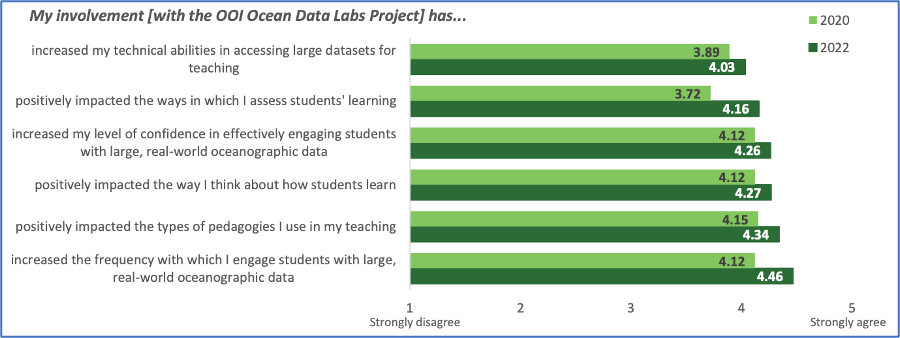 My involvement [with the OOI Ocean Data Labs Project] has...
2020
2022
increased my technical abilities in accessing large datasets for
teaching
3.89
4.03
positively impacted the ways in which I assess students' learning
3.72
4.16
increased my level of confidence in effectively engaging students
with large, real-world oceanographic data
4.12
4.26
positively impacted the way I think about how students learn
4.12
4.27
positively impacted the types of pedagogies I use in my teaching
4.15
4.34
increased the frequency with which I engage students with large,
real-world oceanographic data
4.12
4.46
1 2 3 4 5
Strongly disagree Strongly agree